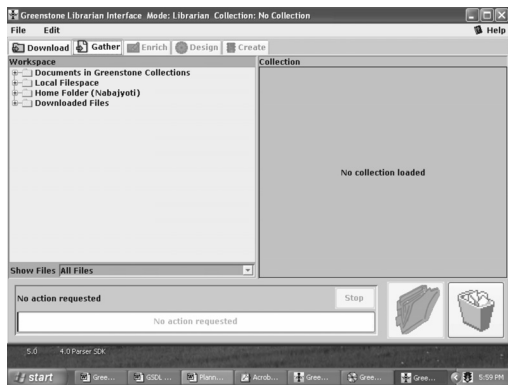 Greenstone Librarian Interface Mode: Librarian Collection: No Collection
File Edit Help
Download Gather Enrich Design Create
Workspace Collection
Documents in Greenstone Collections
Local Filespace
Home Folder (Nabajyoti)
Downloaded Files
No collection loaded
Show Files All Files
No action requested Stop
No action requested
5.0 4.0 Parser SDK
start Gree... GSDL ... Plann... Acrob... Gree... Gree... Gree... 5:59 PM